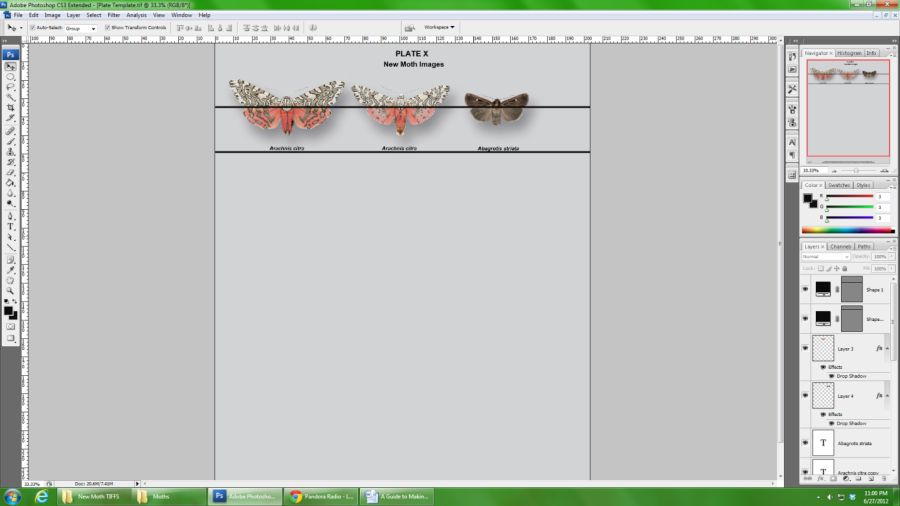 Adobe Photoshop CS3 Extended - [Plate Template.tif @ 33.3% (RGB/8*)]
File Edit Image Layer Select Filter Analysis View Window Help
Auto-Select: Group Show Transform Controls Workspace
PLATE X
New Moth Images
Arachnis citra Arachnis citra Abagrotis striata
Navigator Histogram Info
33.33%
Color Swatches Styles
R
G
B
Layers Channels Paths
Normal Opacity: 100%
Lock: Fill: 100%
Shape 1
Shape...
Layer 3 fx
Effects
Drop Shadow
Layer 4 fx
Effects
Drop Shadow
T Abagrotis striata
T Arachnis citra copy
33.33% Doc: 20.6M/7.41M
New Moth TIFFS Moths Ps Adobe Photosho... Pandora Radio - L... A Guide to Makin...
11:00 PM
6/27/2012